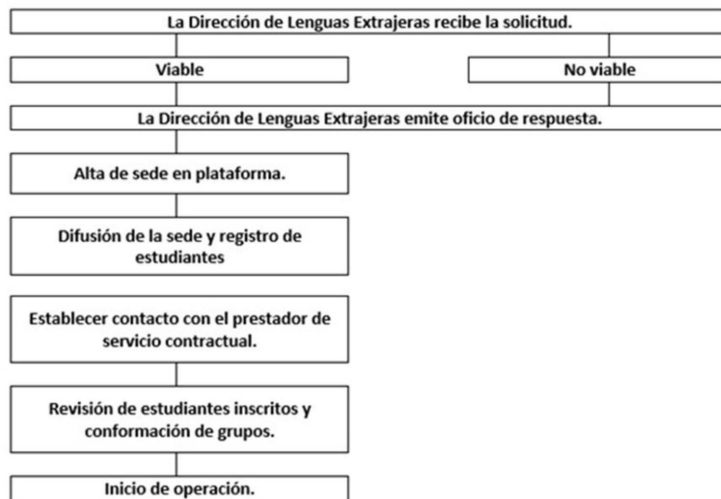 La Dirección de Lenguas Extrajeras recibe la solicitud.
Viable
No viable
La Dirección de Lenguas Extrajeras emite oficio de respuesta.
Alta de sede en plataforma.
Difusión de la sede y registro de
estudiantes
Establecer contacto con el prestador de
servicio contractual.
Revisión de estudiantes inscritos y
conformación de grupos.
Inicio de operación.